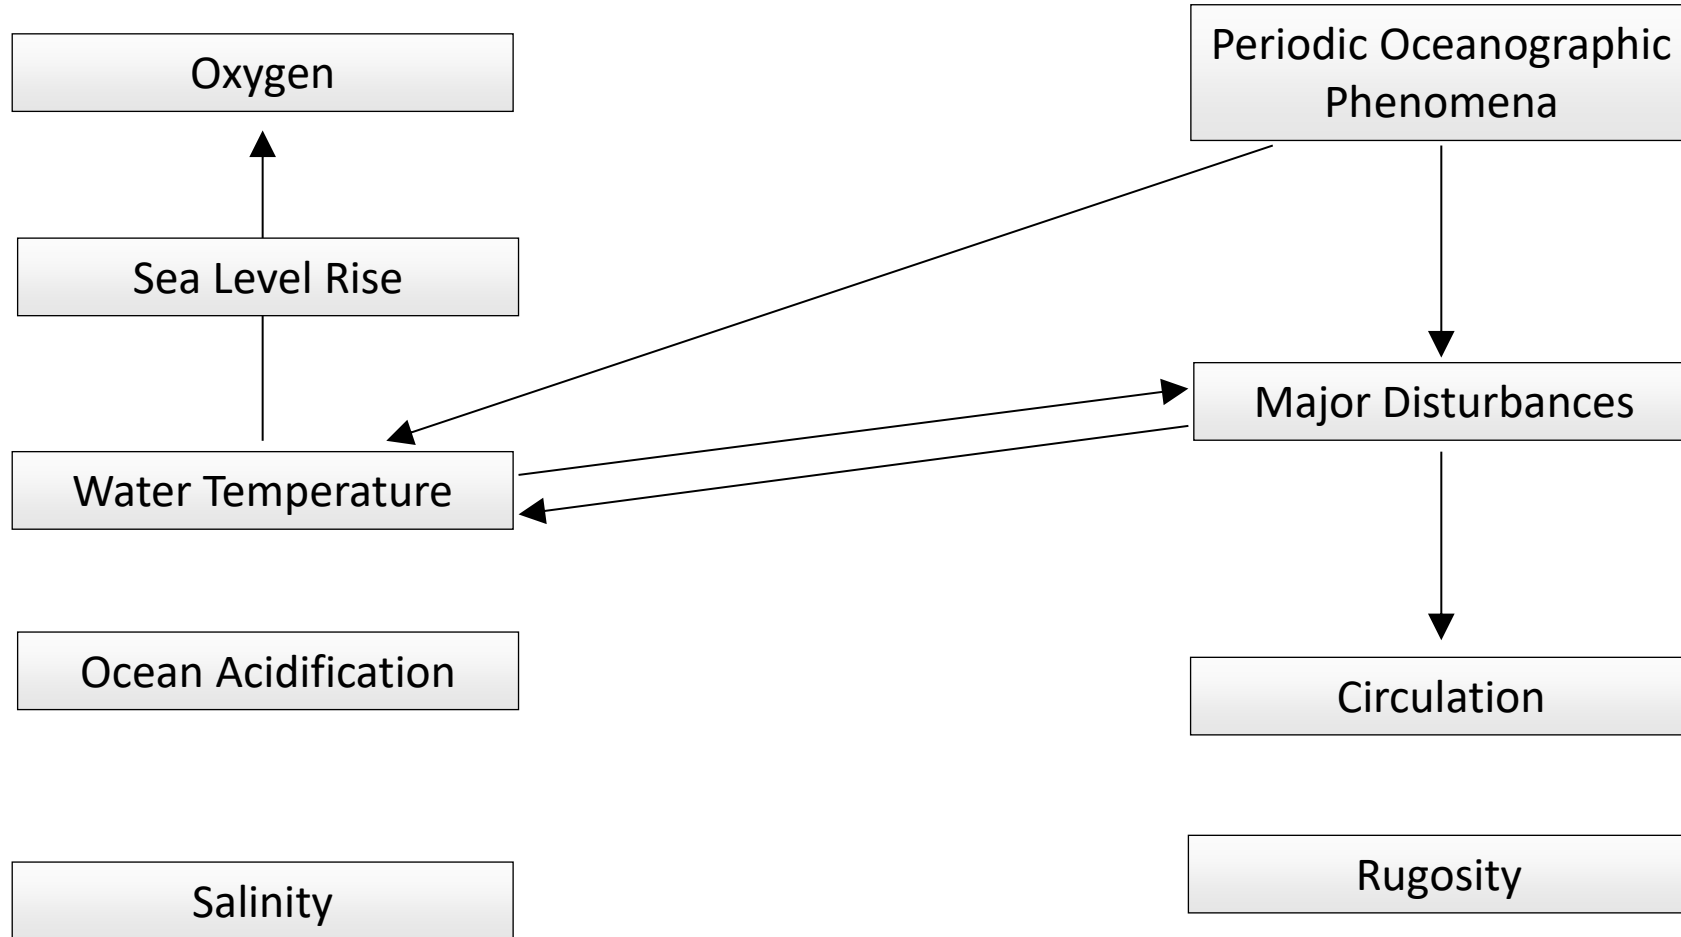 Oxygen
Periodic Oceanographic
Phenomena
Sea Level Rise
Major Disturbances
Water Temperature
Ocean Acidification
Circulation
Rugosity
Salinity